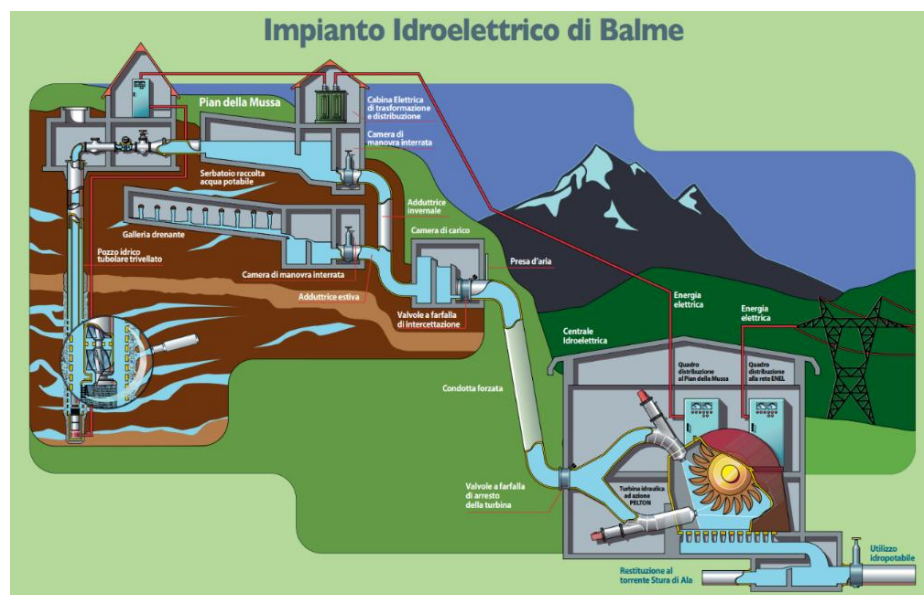 Impianto Idroelettrico di Balme
Pian della Mussa
Cabina Elettrica
di trasformazione
e distribuzione
Camera di
manovra interrata
Serbatoio raccolta
acqua potabile
Adduttrice
invernale
Galleria drenante
Camera di carico
Pozzo idrico
tubolare trivellato
Camera di manovra interrata
Presa d'aria
Adduttrice estiva
Valvole a farfalla
di intercettazione
Energia
elettrica
Energia
elettrica
Centrale
Idroelettrica
Quadro
distribuzione
al Pian della Mussa
Quadro
distribuzione
alla rete ENEL
Condotta forzata
Valvole a farfalla
di arresto
della turbina
Turbina idraulica
ad azione
PELTON
Utilizzo
idropotabile
Restituzione al
torrente Stura di Ala